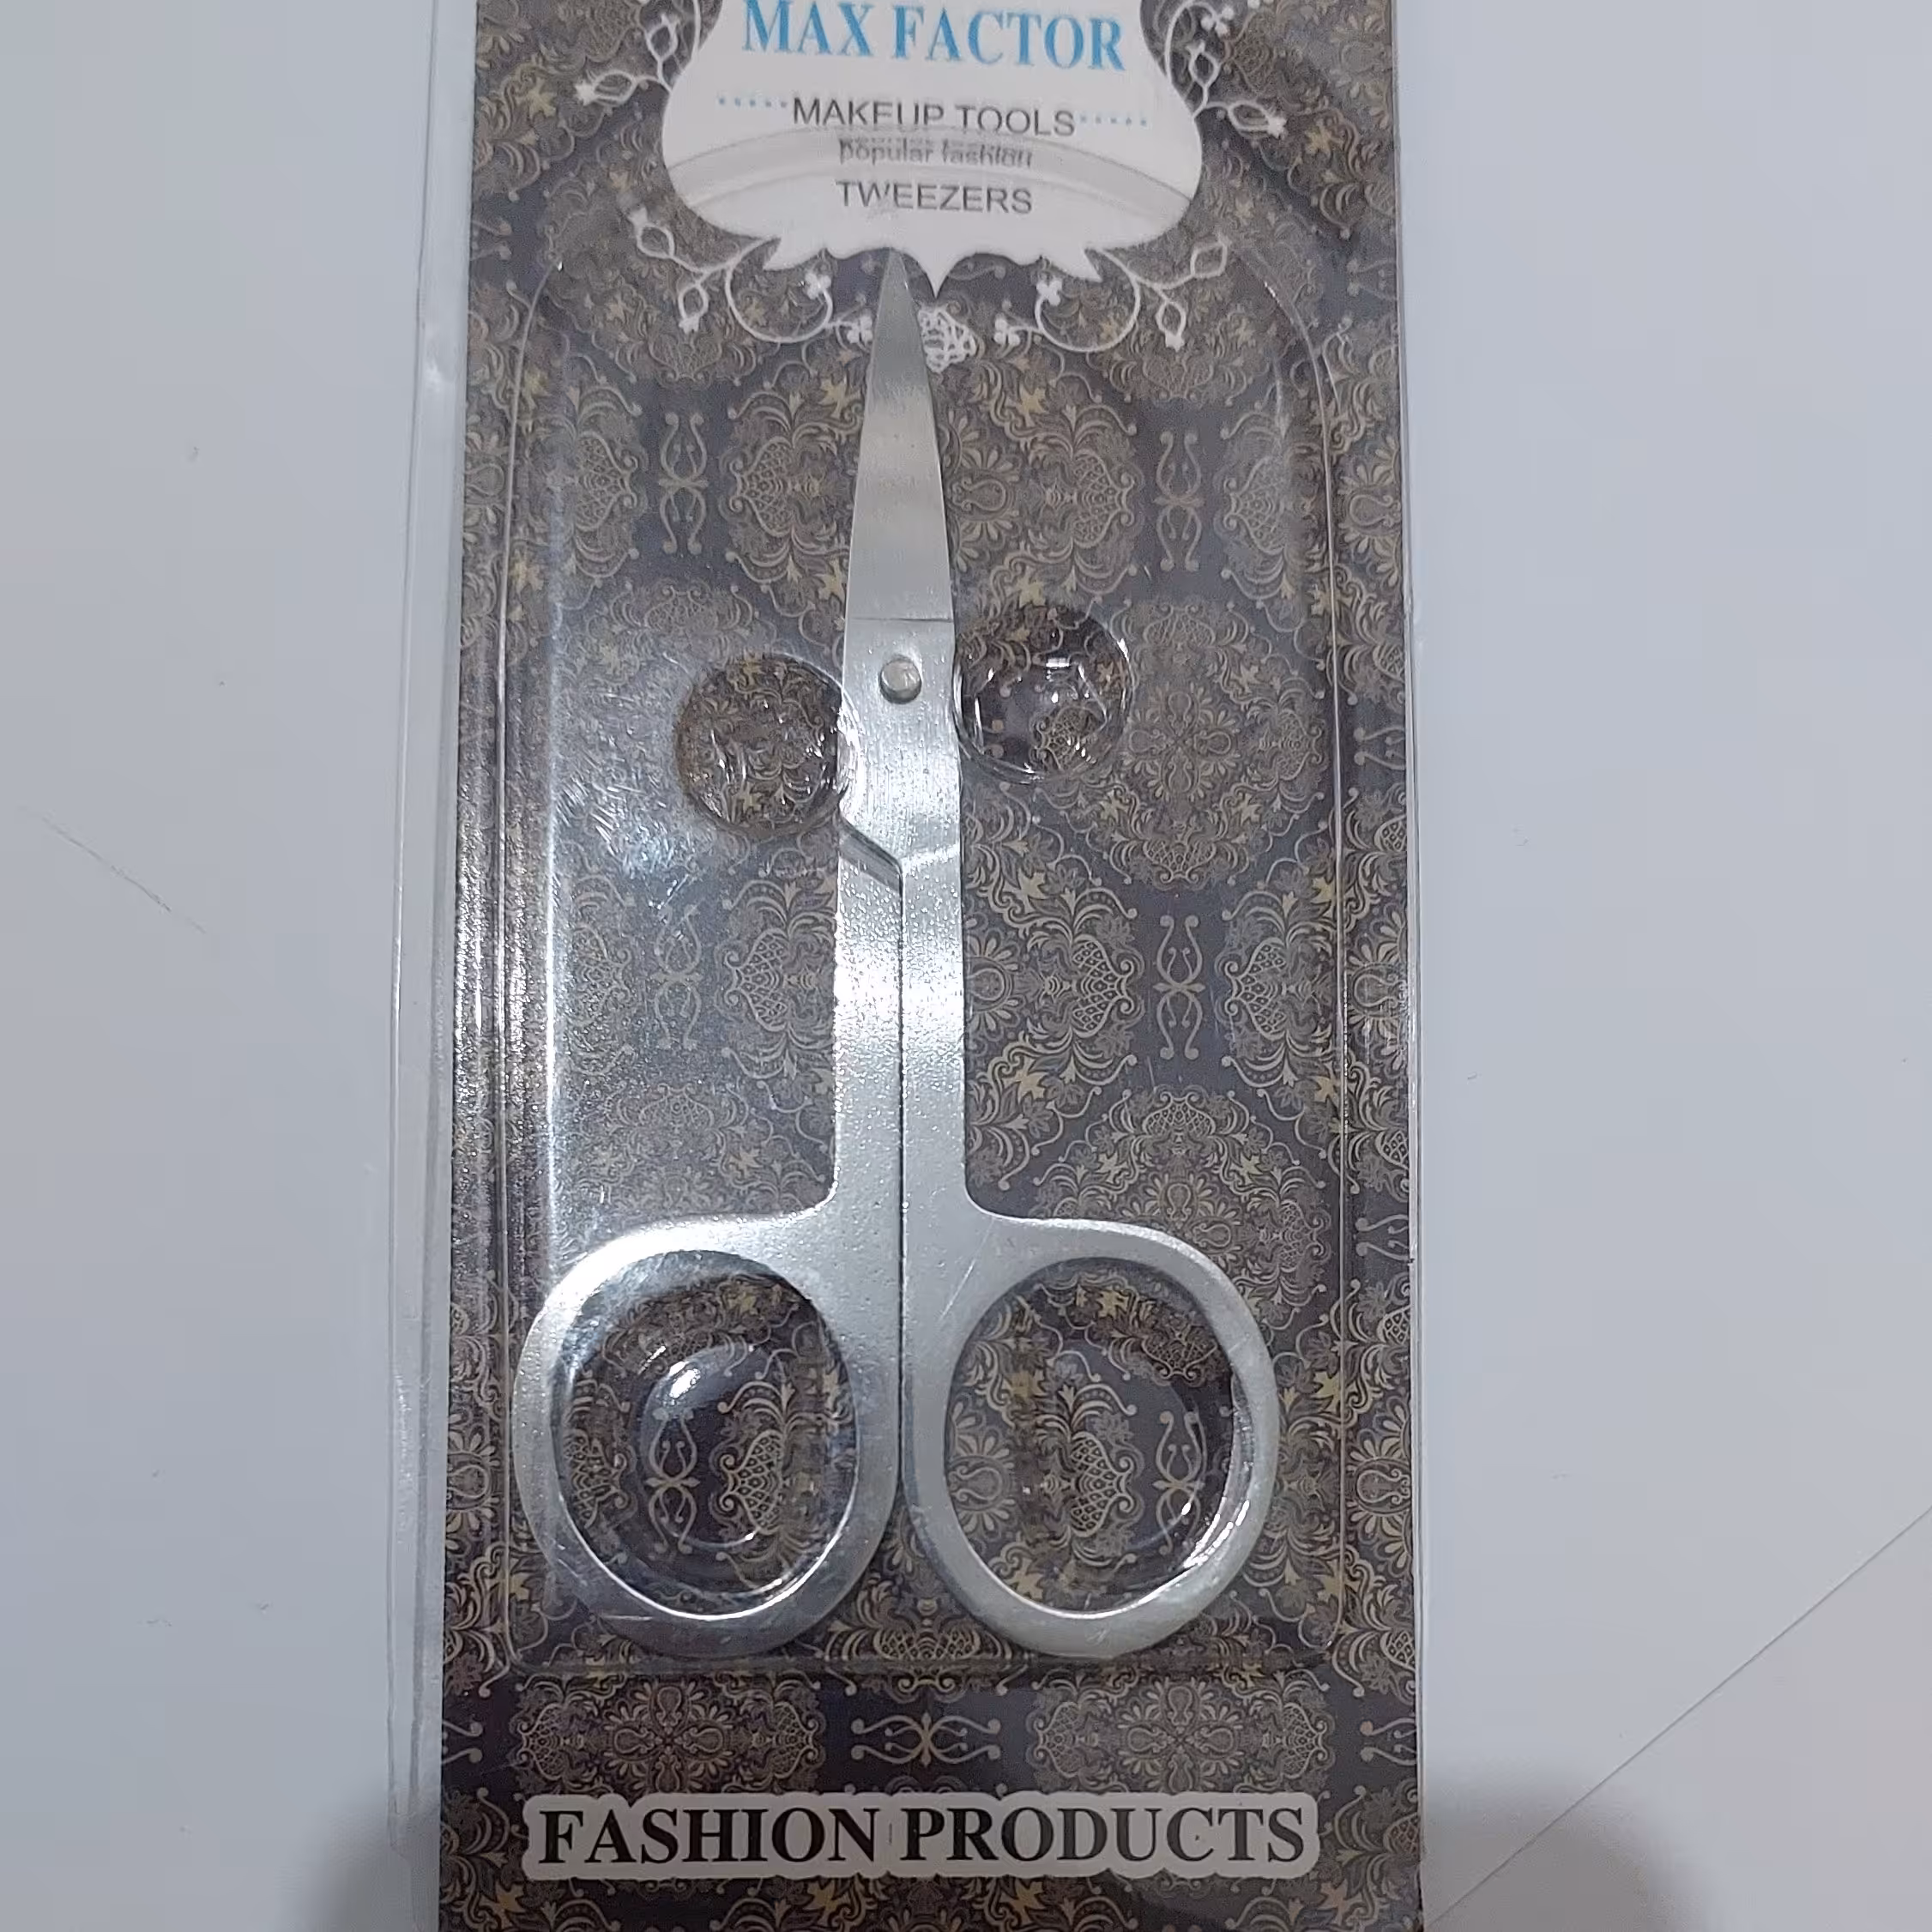 MAX FACTOR
MAKEUP TOOLS
popular fashion
TWEEZERS
FASHION PRODUCTS